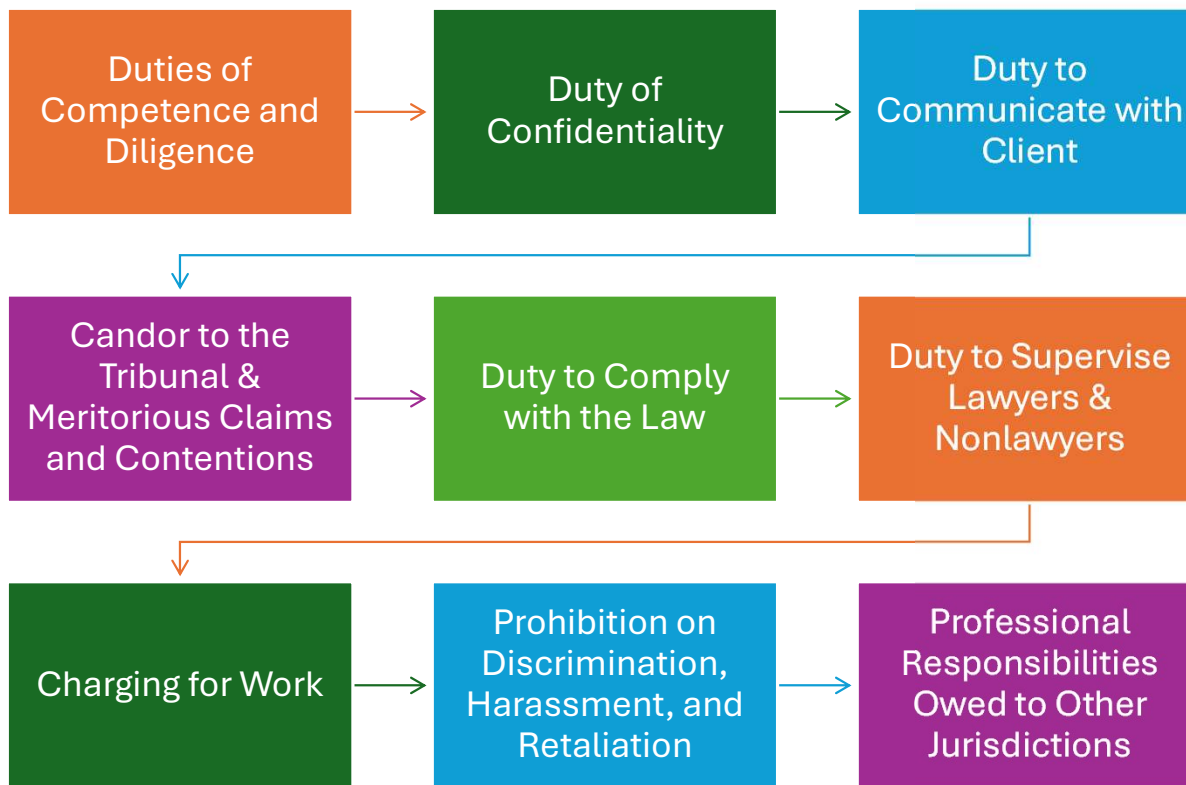 Duties of
Competence and
Diligence
Duty of
Confidentiality
Duty to
Communicate with
Client
Candor to the
Tribunal &
Meritorious Claims
and Contentions
Duty to Comply
with the Law
Duty to Supervise
Lawyers &
Nonlawyers
Charging for Work
Prohibition on
Discrimination,
Harassment, and
Retaliation
Professional
Responsibilities
Owed to Other
Jurisdictions